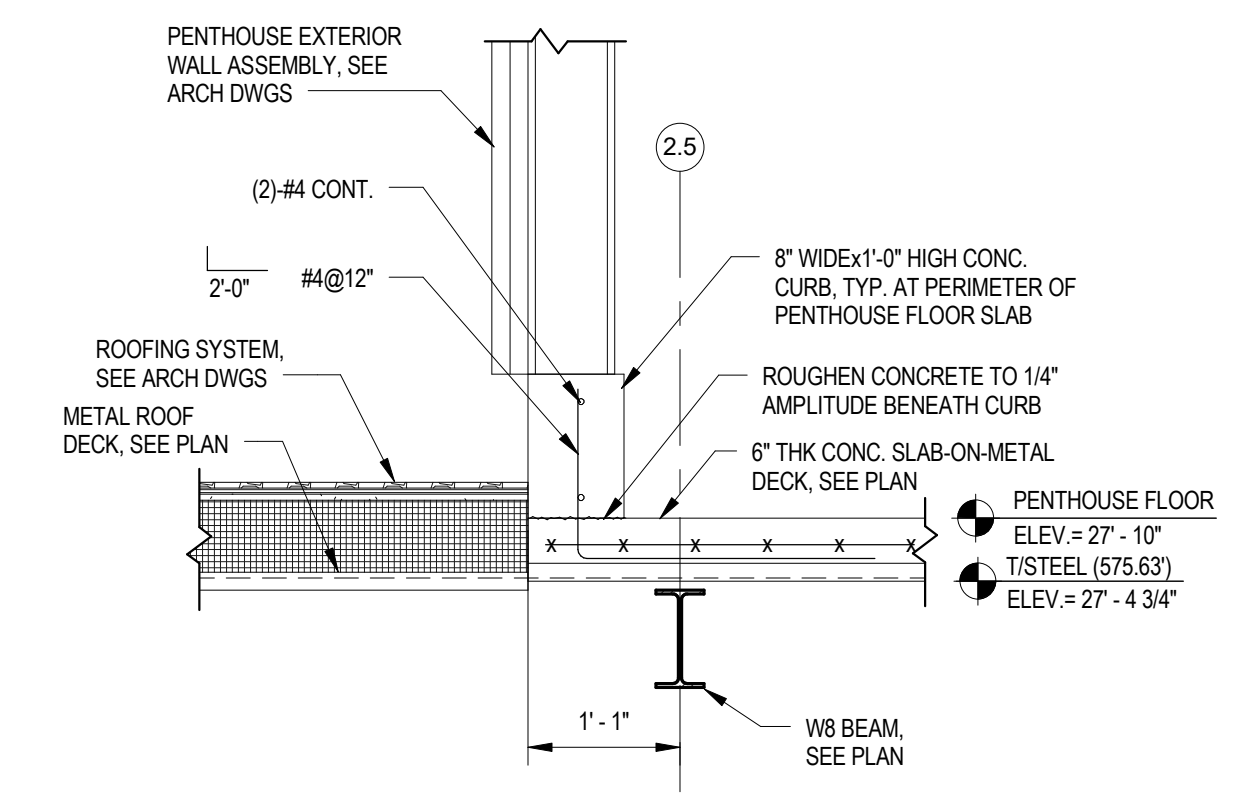 PENTHOUSE EXTERIOR
WALL ASSEMBLY, SEE
ARCH DWGS
2.5
(2)-#4 CONT.
2'-0"
#4@12"
8" WIDEx1'-0" HIGH CONC.
CURB, TYP. AT PERIMETER OF
PENTHOUSE FLOOR SLAB
ROOFING SYSTEM,
SEE ARCH DWGS
ROUGHEN CONCRETE TO 1/4"
AMPLITUDE BENEATH CURB
METAL ROOF
DECK, SEE PLAN
6" THK CONC. SLAB-ON-METAL
DECK, SEE PLAN
PENTHOUSE FLOOR
ELEV.= 27' - 10"
T/STEEL (575.63')
ELEV.= 27' - 4 3/4"
1' - 1"
W8 BEAM,
SEE PLAN